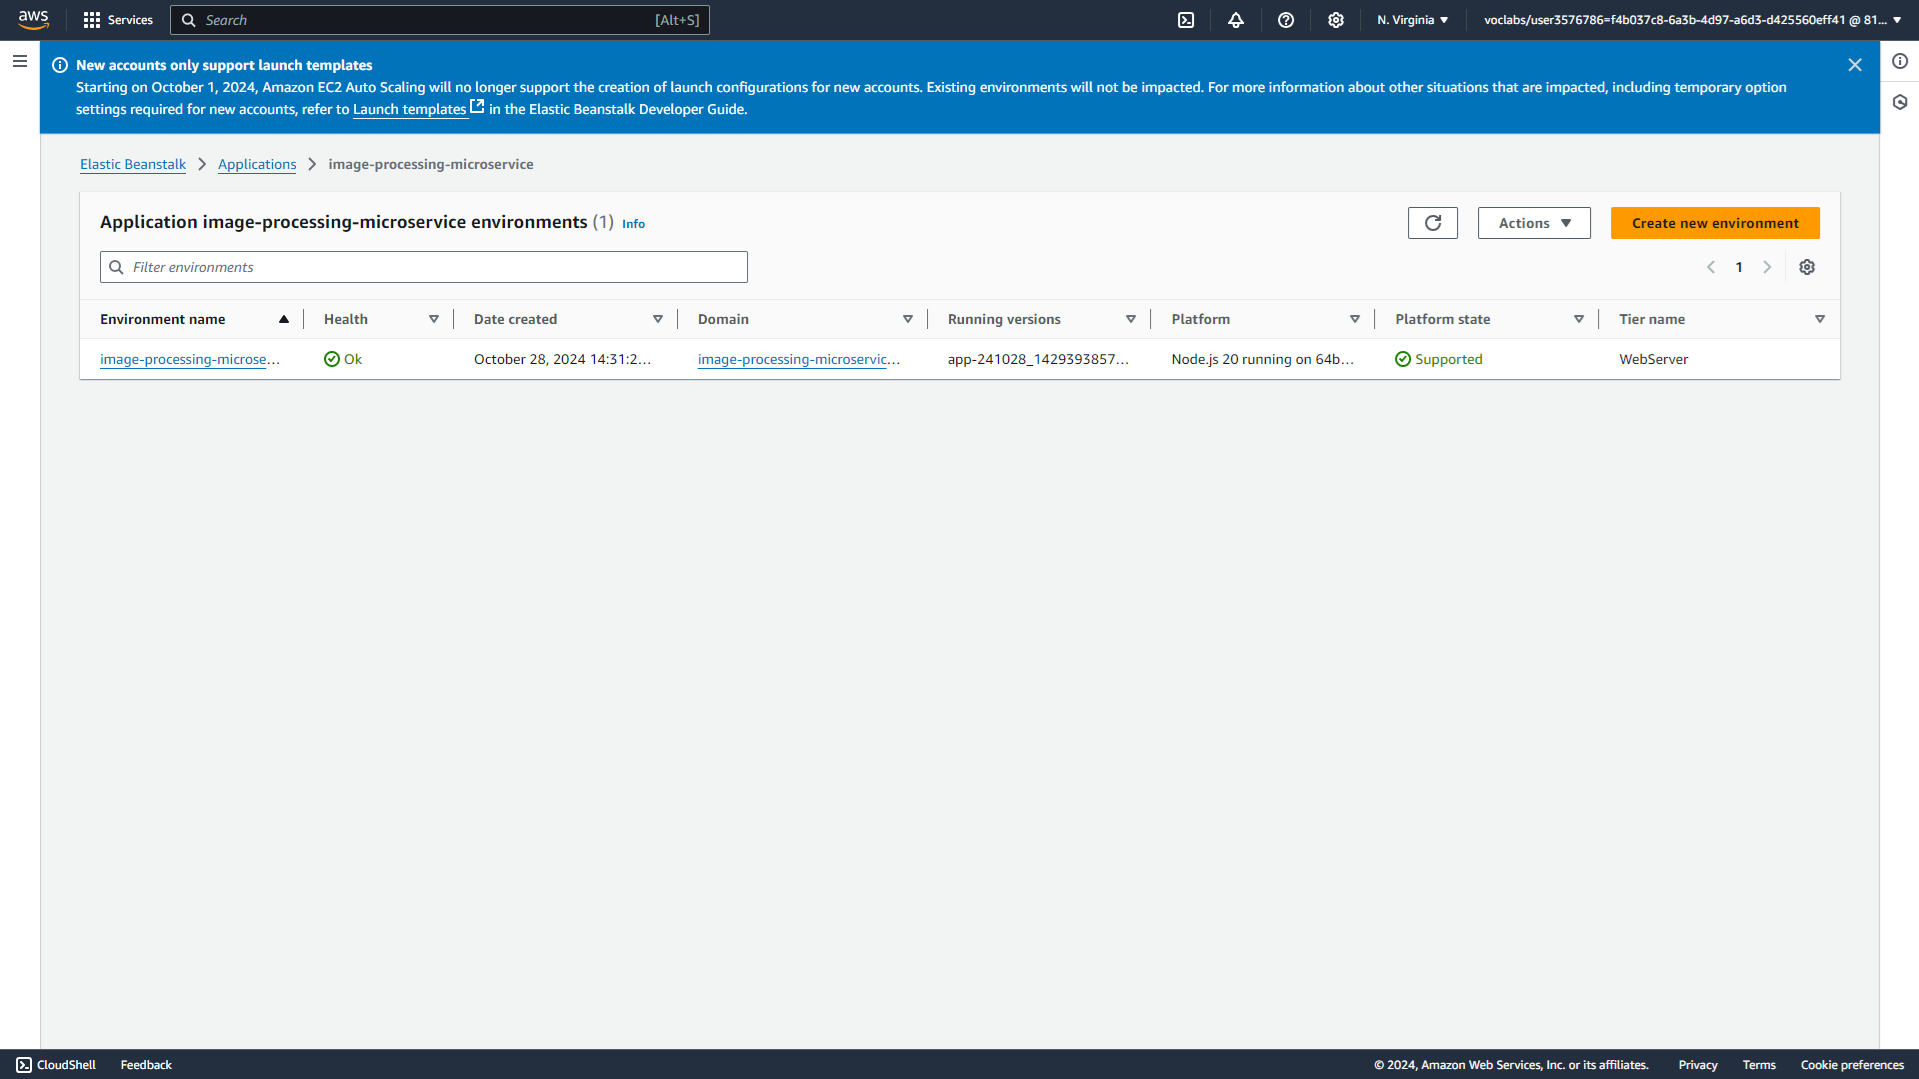 aws
Services
Search
[Alt+S]
N. Virginia
voclabs/user3576786=f4b037c8-6a3b-4d97-a6d3-d425560eff41 @ 81...
New accounts only support launch templates
Starting on October 1, 2024, Amazon EC2 Auto Scaling will no longer support the creation of launch configurations for new accounts. Existing environments will not be impacted. For more information about other situations that are impacted, including temporary option
settings required for new accounts, refer to Launch templates in the Elastic Beanstalk Developer Guide.
Elastic Beanstalk
Applications
image-processing-microservice
Application image-processing-microservice environments (1) Info
Actions
Create new environment
Filter environments
1
Environment name
Health
Date created
Domain
Running versions
Platform
Platform state
Tier name
image-processing-microse...
Ok
October 28, 2024 14:31:2...
image-processing-microservic...
app-241028_1429393857...
Node.js 20 running on 64b...
Supported
WebServer
CloudShell
Feedback
© 2024, Amazon Web Services, Inc. or its affiliates.
Privacy
Terms
Cookie preferences